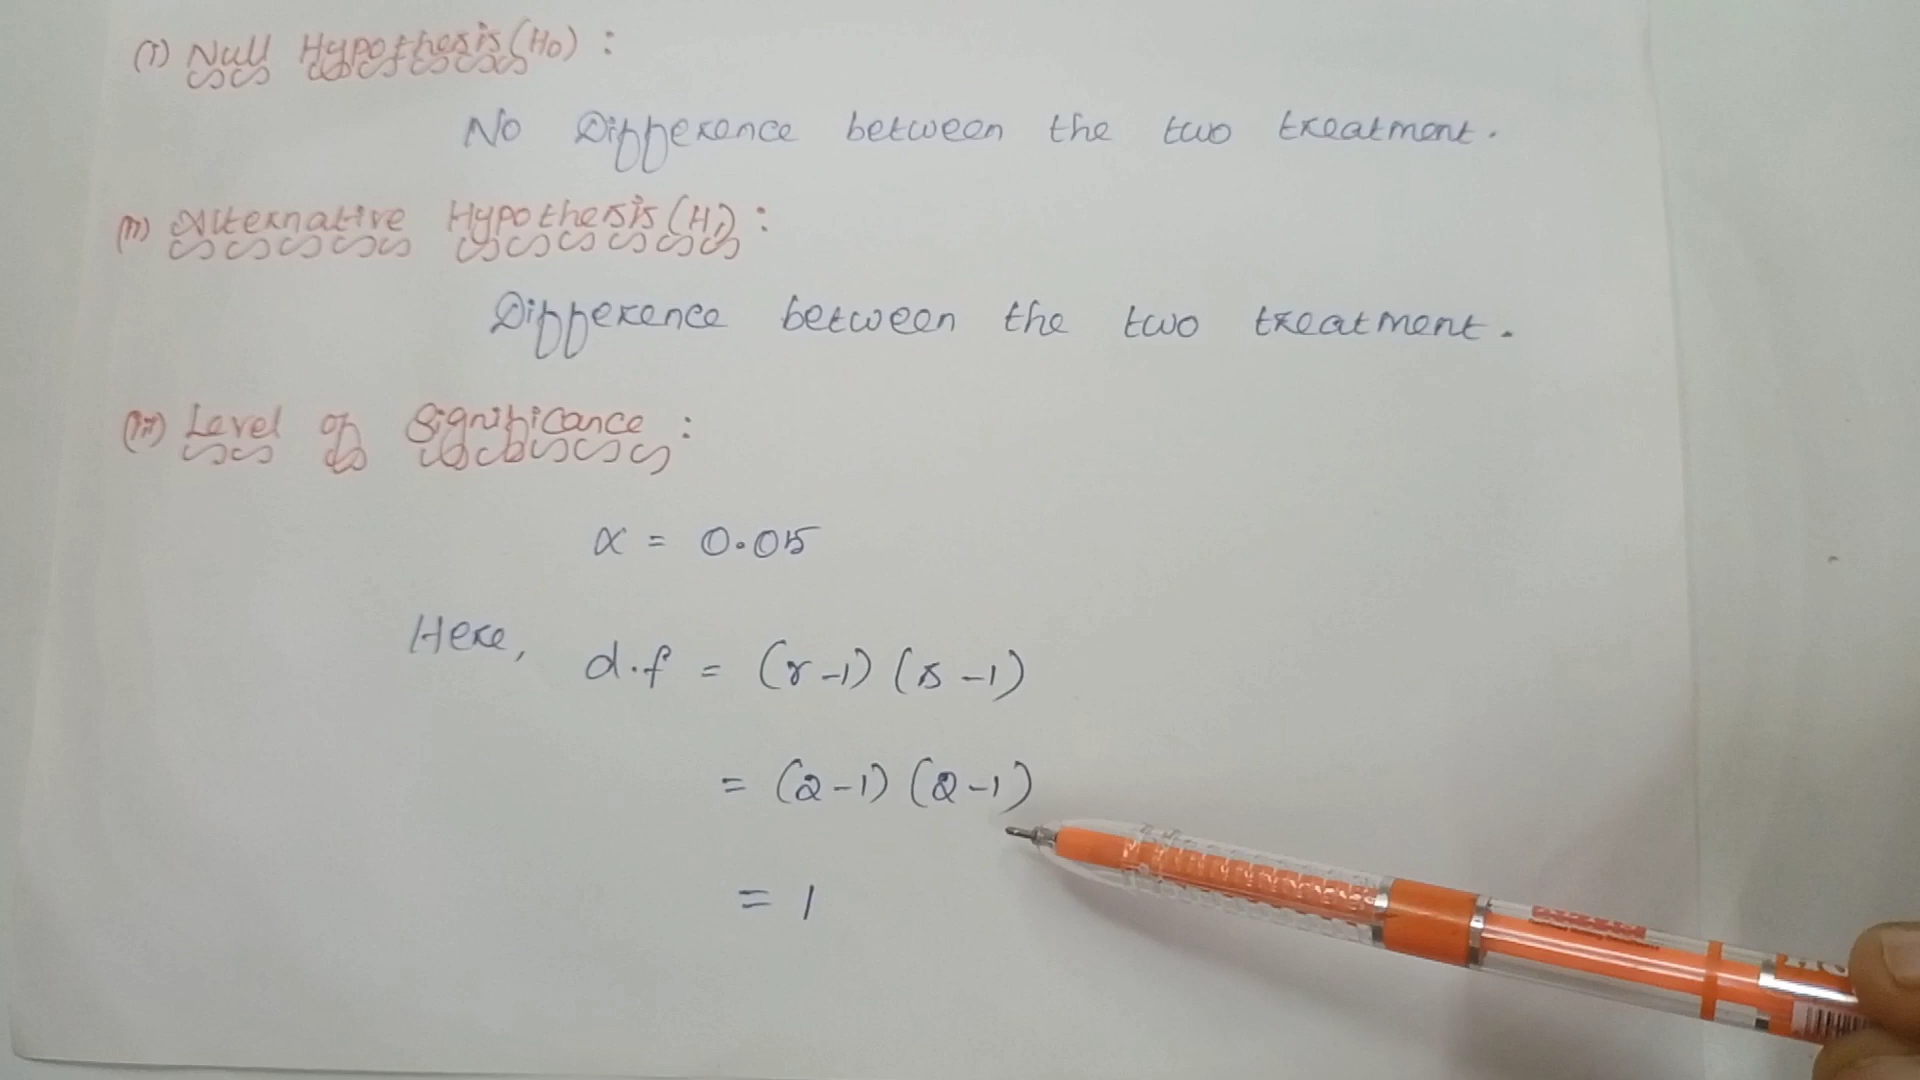 (i) Null Hypothesis (H0) :
No Difference between the two treatment.
(ii) Alternative Hypothesis (H1) :
Difference between the two treatment.
(iii) Level of Significance :
α = 0.05
Here, d.f = (r-1) (s-1)
= (2-1) (2-1)
= 1